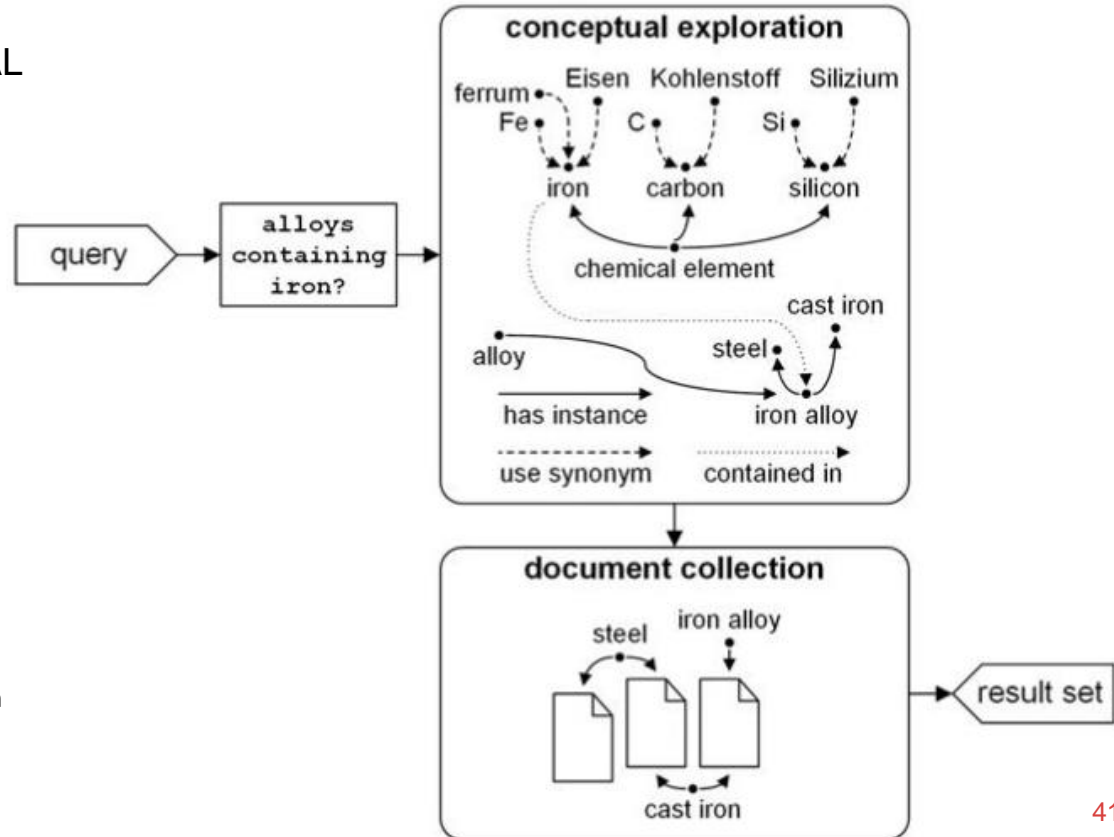 AL
conceptual exploration
ferrum
Eisen
Kohlenstoff
Silizium
Fe
C
Si
iron
carbon
silicon
query
alloys
containing
iron?
chemical element
cast iron
alloy
steel
has instance
iron alloy
use synonym
contained in
document collection
steel
iron alloy
result set
cast iron
41